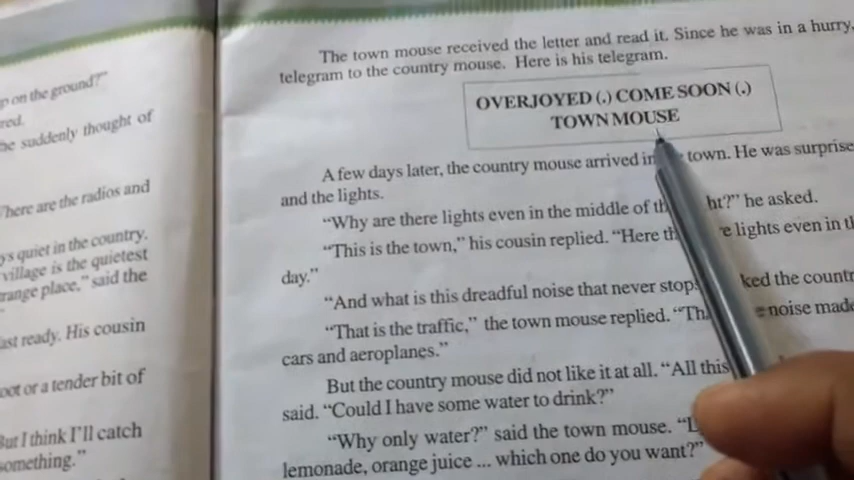 on the ground?"
red.
he suddenly thought of
There are the radios and
ys quiet in the country.
village is the quietest
range place," said the
ast ready. His cousin
oot or a tender bit of
But I think I'll catch
something."
The town mouse received the letter and read it. Since he was in a hurry,
telegram to the country mouse. Here is his telegram.
OVERJOYED (.) COME SOON (.)
TOWN MOUSE
A few days later, the country mouse arrived in town. He was surprise
and the lights.
"Why are there lights even in the middle of th ht?" he asked.
"This is the town," his cousin replied. "Here th e lights even in th
day."
"And what is this dreadful noise that never stops ked the countr
"That is the traffic," the town mouse replied. "Th e noise made
cars and aeroplanes."
But the country mouse did not like it at all. "All this
said. "Could I have some water to drink?"
"Why only water?" said the town mouse. "L
lemonade, orange juice ... which one do you want?"